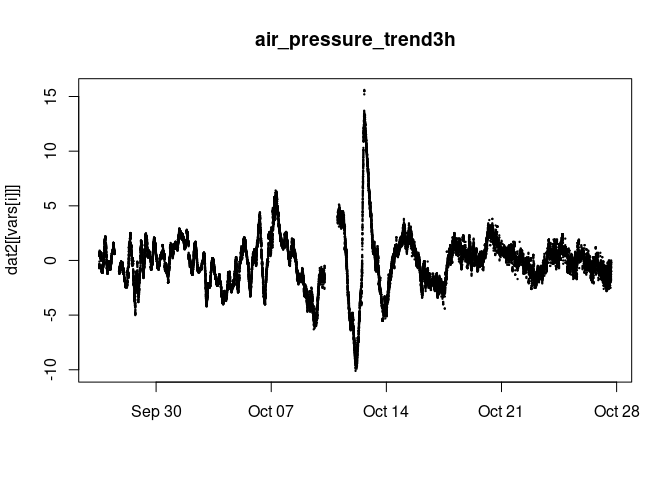 air_pressure_trend3h
dat2[[vars[i]]]
15
10
5
0
-5
-10
Sep 30
Oct 07
Oct 14
Oct 21
Oct 28